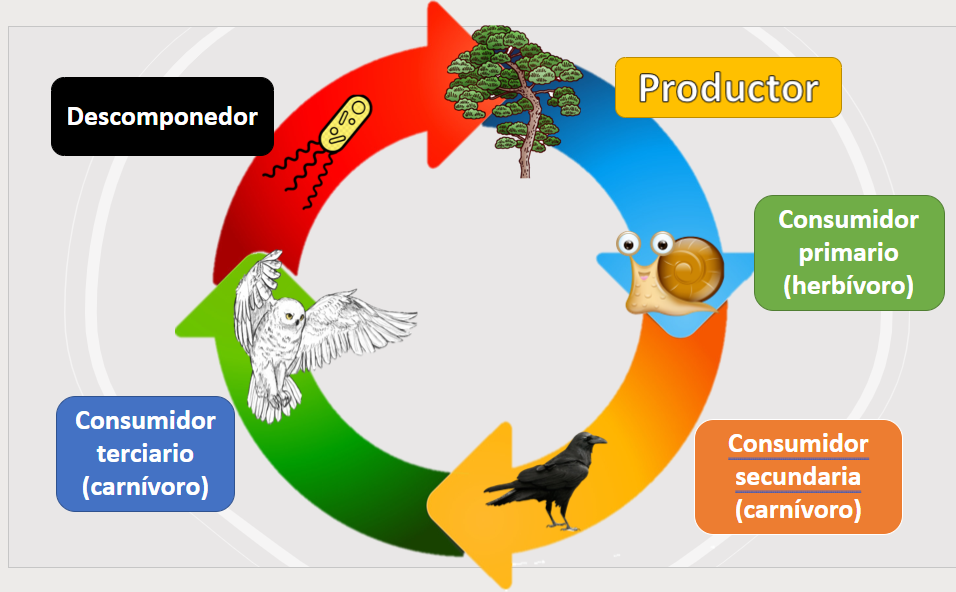 Productor
Descomponedor
Consumidor
primario
(herbívoro)
Consumidor
secundaria
(carnívoro)
Consumidor
terciario
(carnívoro)